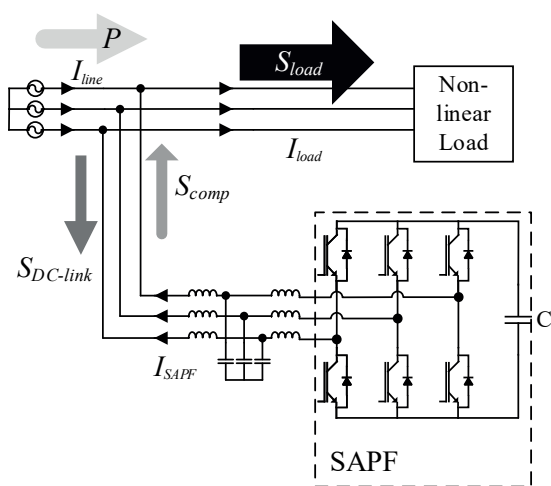 P
S_load
I_line
Non-
linear
Load
I_load
S_comp
S_DC-link
C
I_SAPF
SAPF